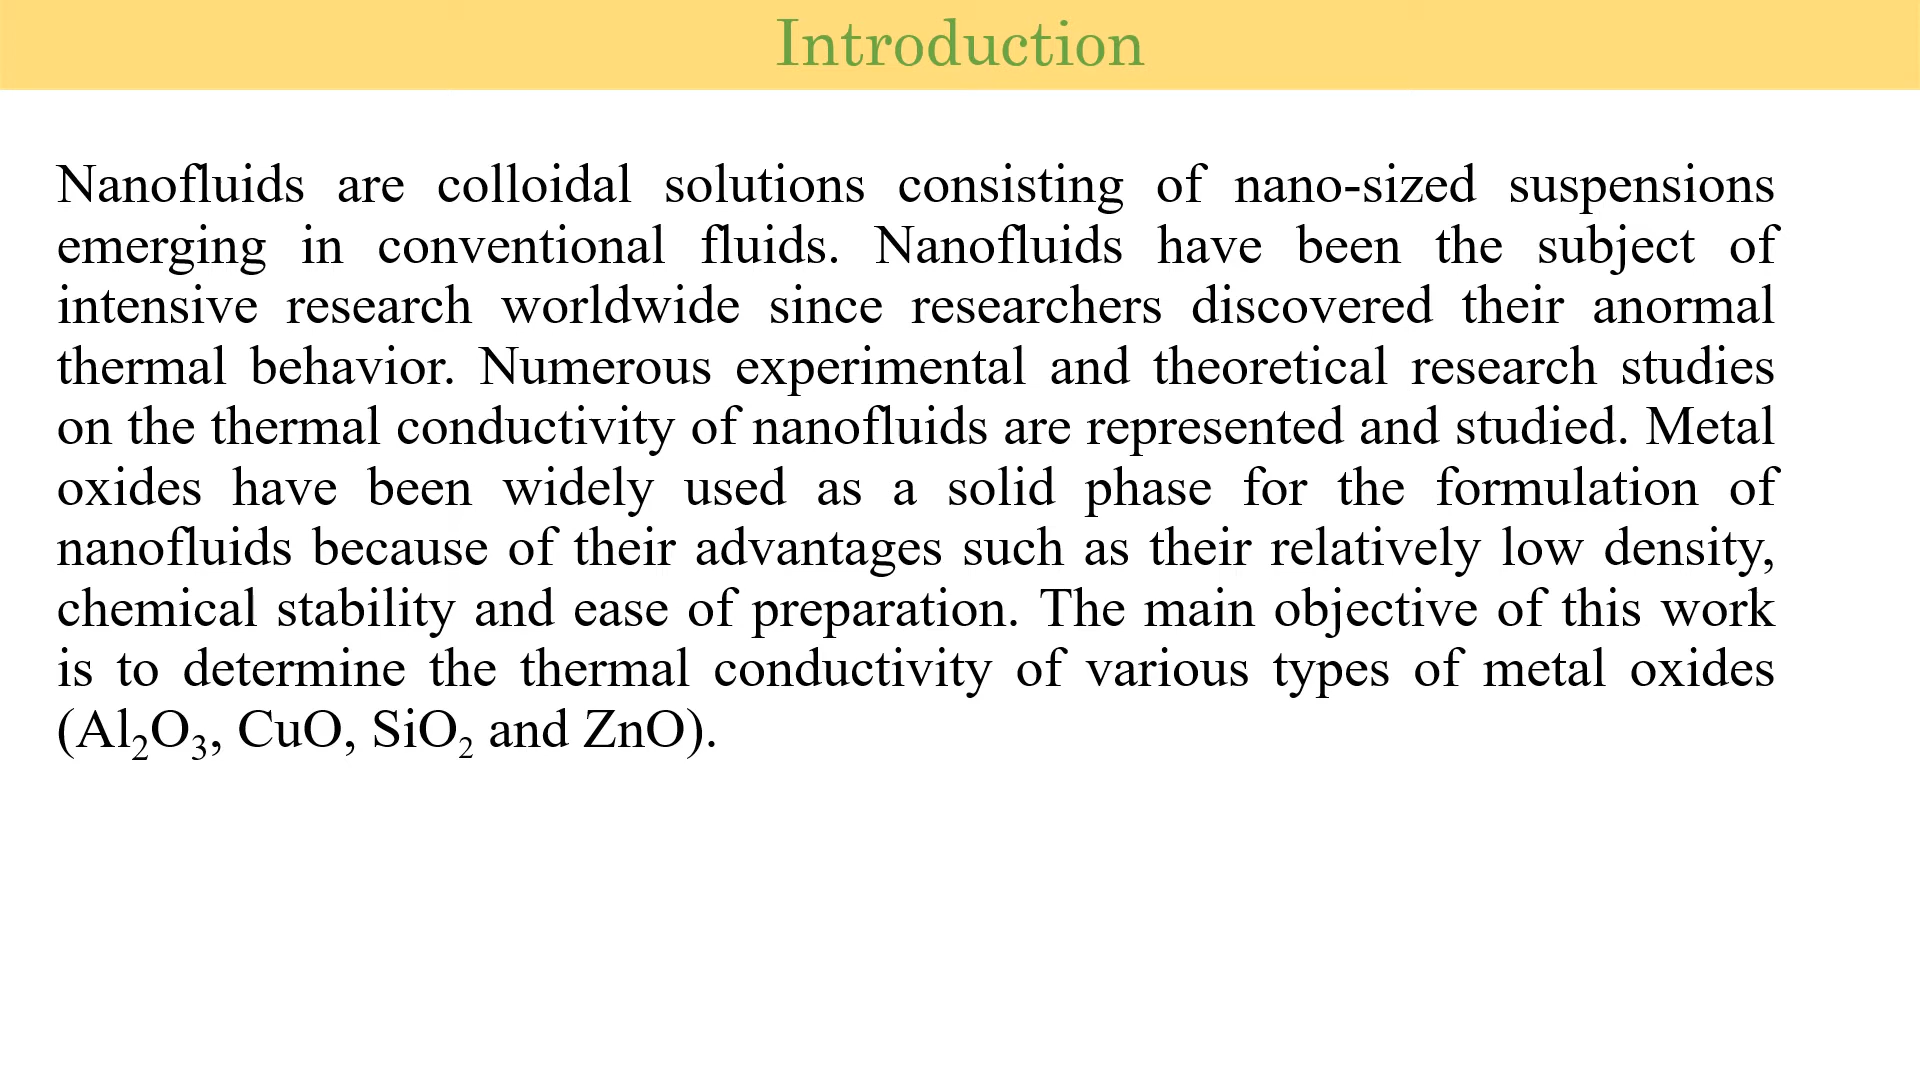 Introduction
Nanofluids are colloidal solutions consisting of nano-sized suspensions
emerging in conventional fluids. Nanofluids have been the subject of
intensive research worldwide since researchers discovered their anormal
thermal behavior. Numerous experimental and theoretical research studies
on the thermal conductivity of nanofluids are represented and studied. Metal
oxides have been widely used as a solid phase for the formulation of
nanofluids because of their advantages such as their relatively low density,
chemical stability and ease of preparation. The main objective of this work
is to determine the thermal conductivity of various types of metal oxides
(Al₂O₃, CuO, SiO₂ and ZnO).